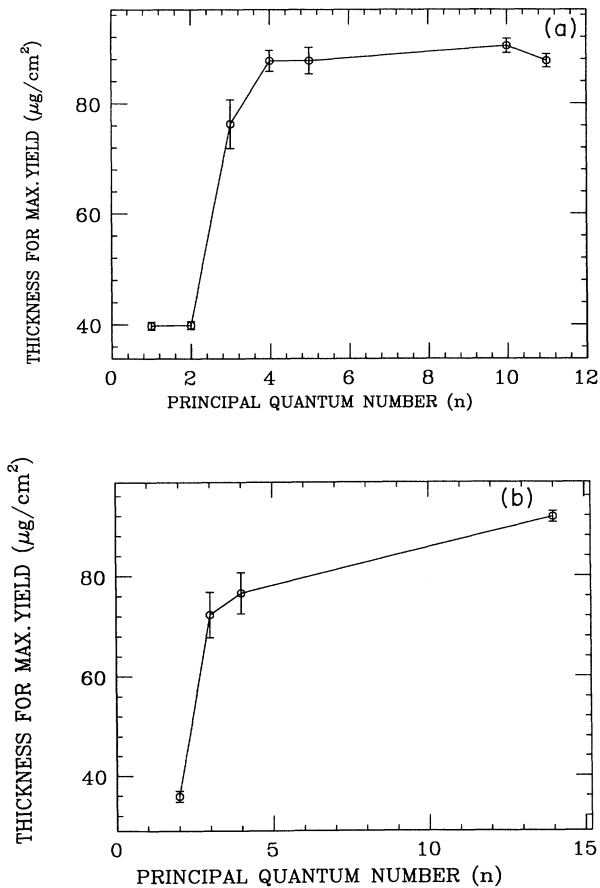 (a)
THICKNESS FOR MAX. YIELD (μg/cm²)
80
60
40
0 2 4 6 8 10 12
PRINCIPAL QUANTUM NUMBER (n)
(b)
THICKNESS FOR MAX. YIELD (μg/cm²)
80
60
40
0 5 10 15
PRINCIPAL QUANTUM NUMBER (n)